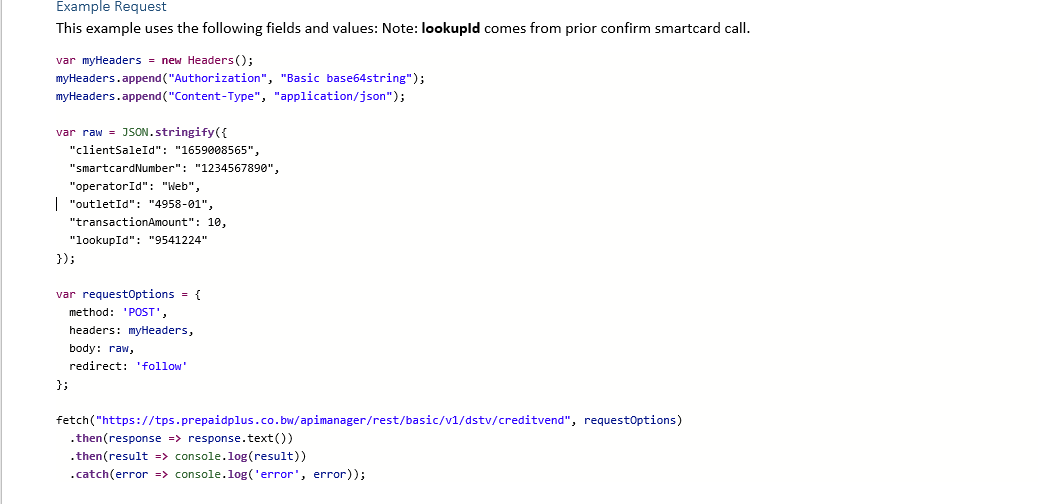 Example Request
This example uses the following fields and values: Note: lookupId comes from prior confirm smartcard call.
var myHeaders = new Headers();
myHeaders.append("Authorization", "Basic base64string");
myHeaders.append("Content-Type", "application/json");
var raw = JSON.stringify({
  "clientSaleId": "1659008565",
  "smartcardNumber": "1234567890",
  "operatorId": "Web",
  "outletId": "4958-01",
  "transactionAmount": 10,
  "lookupId": "9541224"
});
var requestOptions = {
  method: 'POST',
  headers: myHeaders,
  body: raw,
  redirect: 'follow'
};
fetch("https://tps.prepaidplus.co.bw/apimanager/rest/basic/v1/dstv/creditvend", requestOptions)
  .then(response => response.text())
  .then(result => console.log(result))
  .catch(error => console.log('error', error));